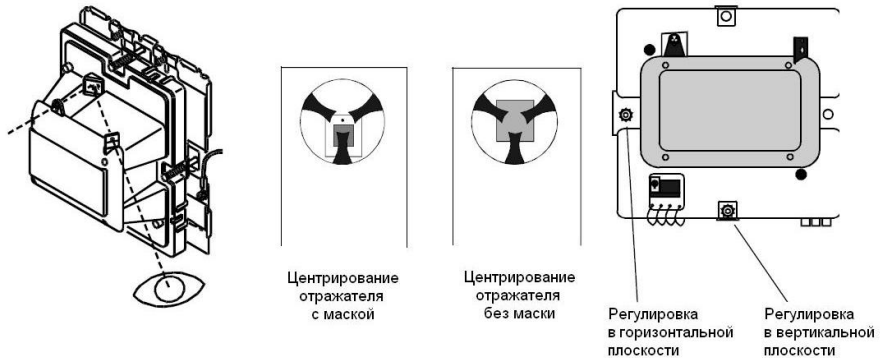 Центрирование
отражателя
с маской
Центрирование
отражателя
без маски
Регулировка
в горизонтальной
плоскости
Регулировка
в вертикальной
плоскости